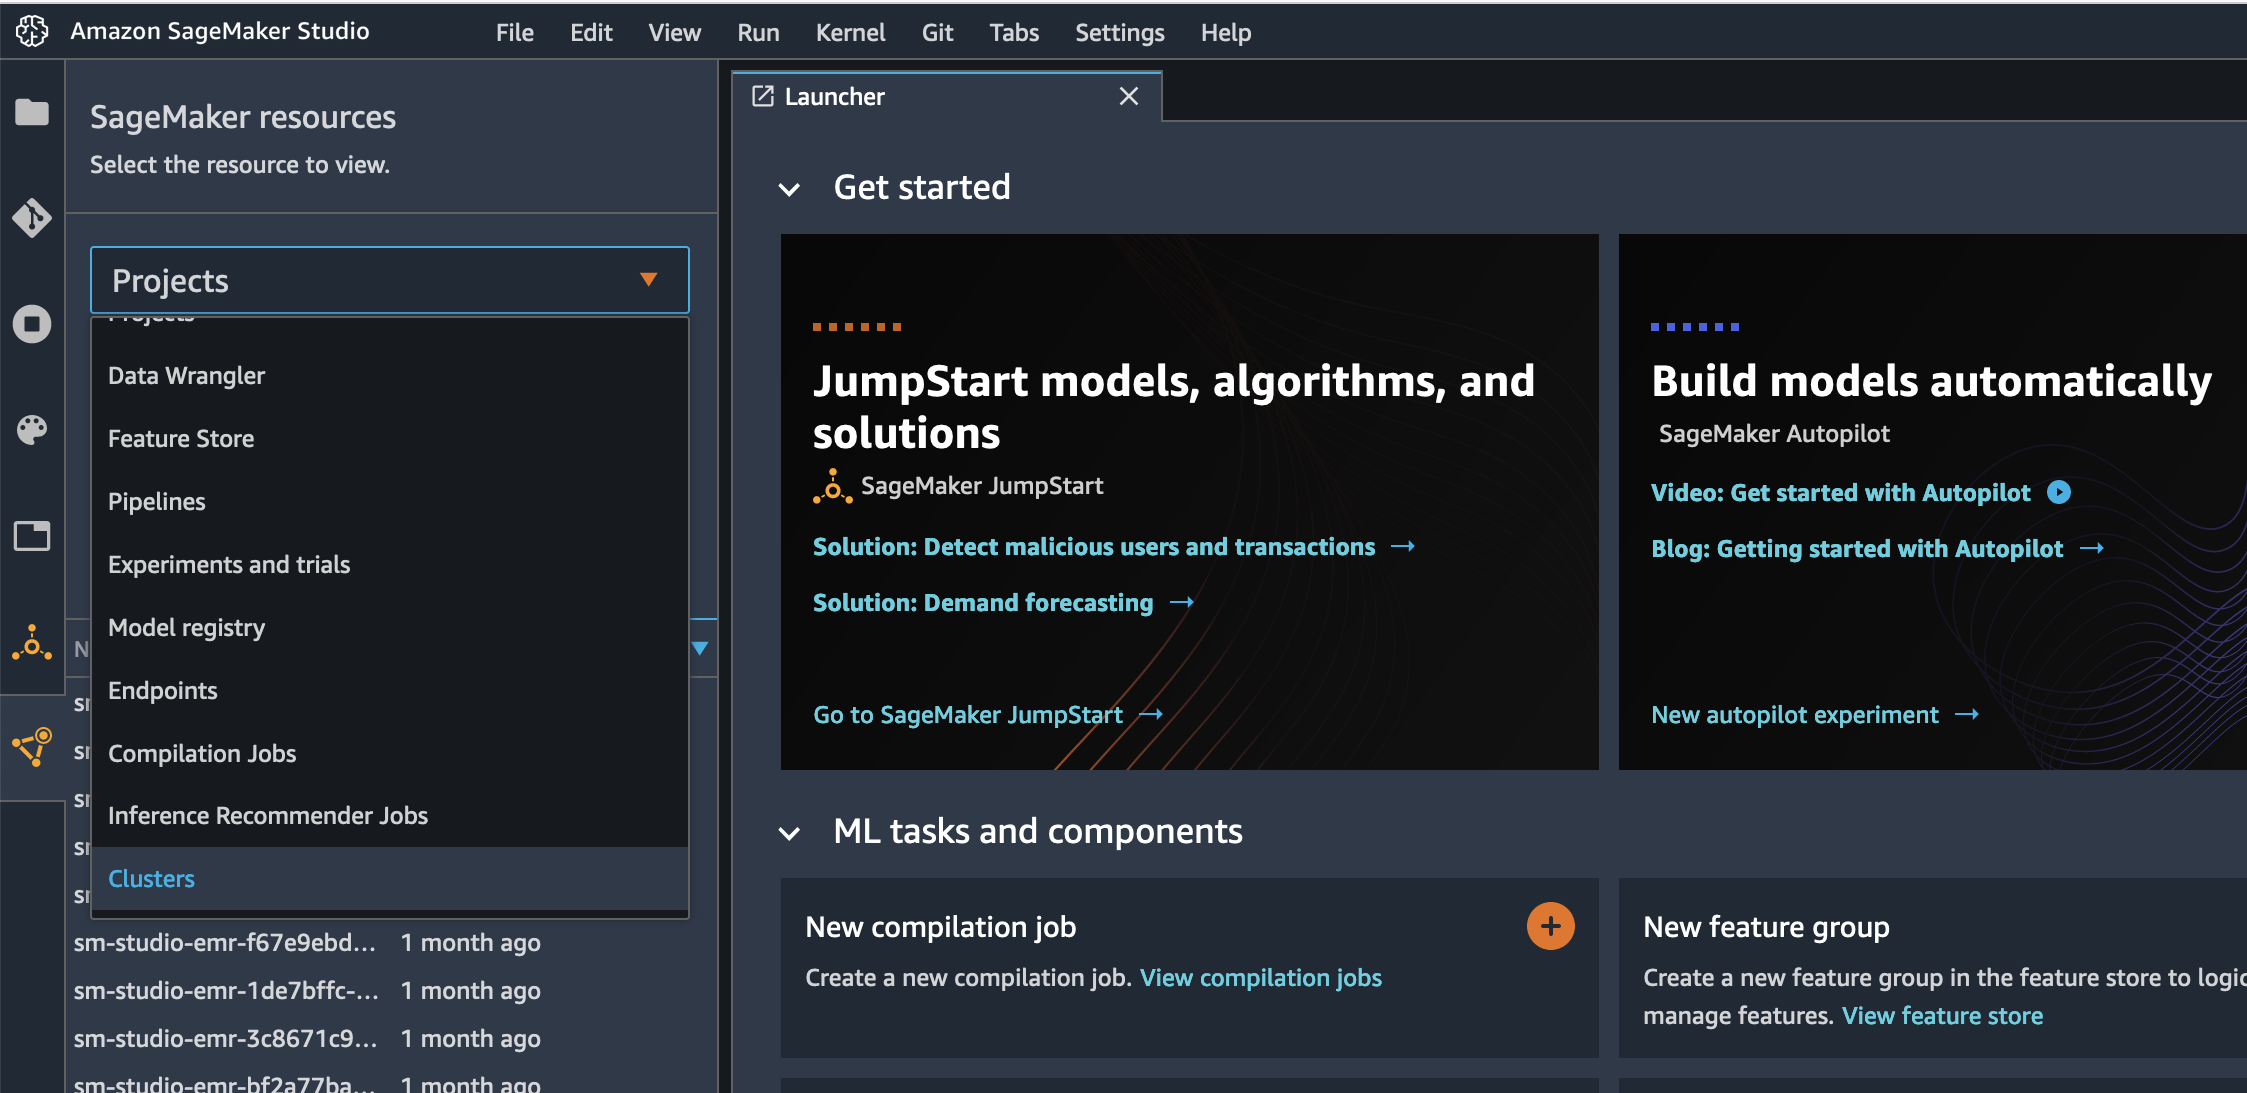 Amazon SageMaker Studio
File Edit View Run Kernel Git Tabs Settings Help
SageMaker resources
Select the resource to view.
Projects
Projects
Data Wrangler
Feature Store
Pipelines
Experiments and trials
Model registry
Endpoints
Compilation Jobs
Inference Recommender Jobs
Clusters
sm-studio-emr-f67e9ebd... 1 month ago
sm-studio-emr-1de7bffc-... 1 month ago
sm-studio-emr-3c8671c9... 1 month ago
sm-studio-emr-bf2a77ba... 1 month ago
Launcher
Get started
JumpStart models, algorithms, and
solutions
SageMaker JumpStart
Solution: Detect malicious users and transactions
Solution: Demand forecasting
Go to SageMaker JumpStart
Build models automatically
SageMaker Autopilot
Video: Get started with Autopilot
Blog: Getting started with Autopilot
New autopilot experiment
ML tasks and components
New compilation job
Create a new compilation job. View compilation jobs
New feature group
Create a new feature group in the feature store to
manage features. View feature store